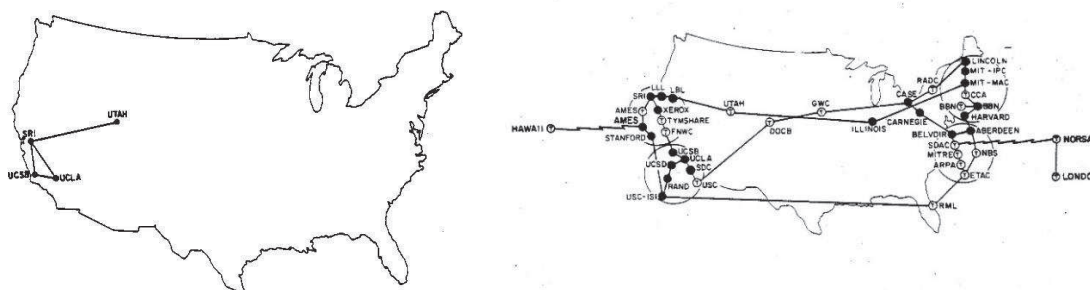 UTAH
SRI
UCSB
UCLA
LINCOLN
RADC
MIT-IPC
LLL
LBL
MIT-MAC
SRI
CASE
CCA
AMES
XEROX
UTAH
GWC
BBN
BBN
TYMSHARE
HARVARD
AMES
DOCB
ILLINOIS
CARNEGIE
HAWAII
FNWC
ABERDEEN
STANFORD
BELVOIR
NORSA
SDAC
UCSB
MITRE
NBS
UCSD
UCLA
SDC
ARPA
ETAC
LONDO
RAND
USC
USC-ISI
RML